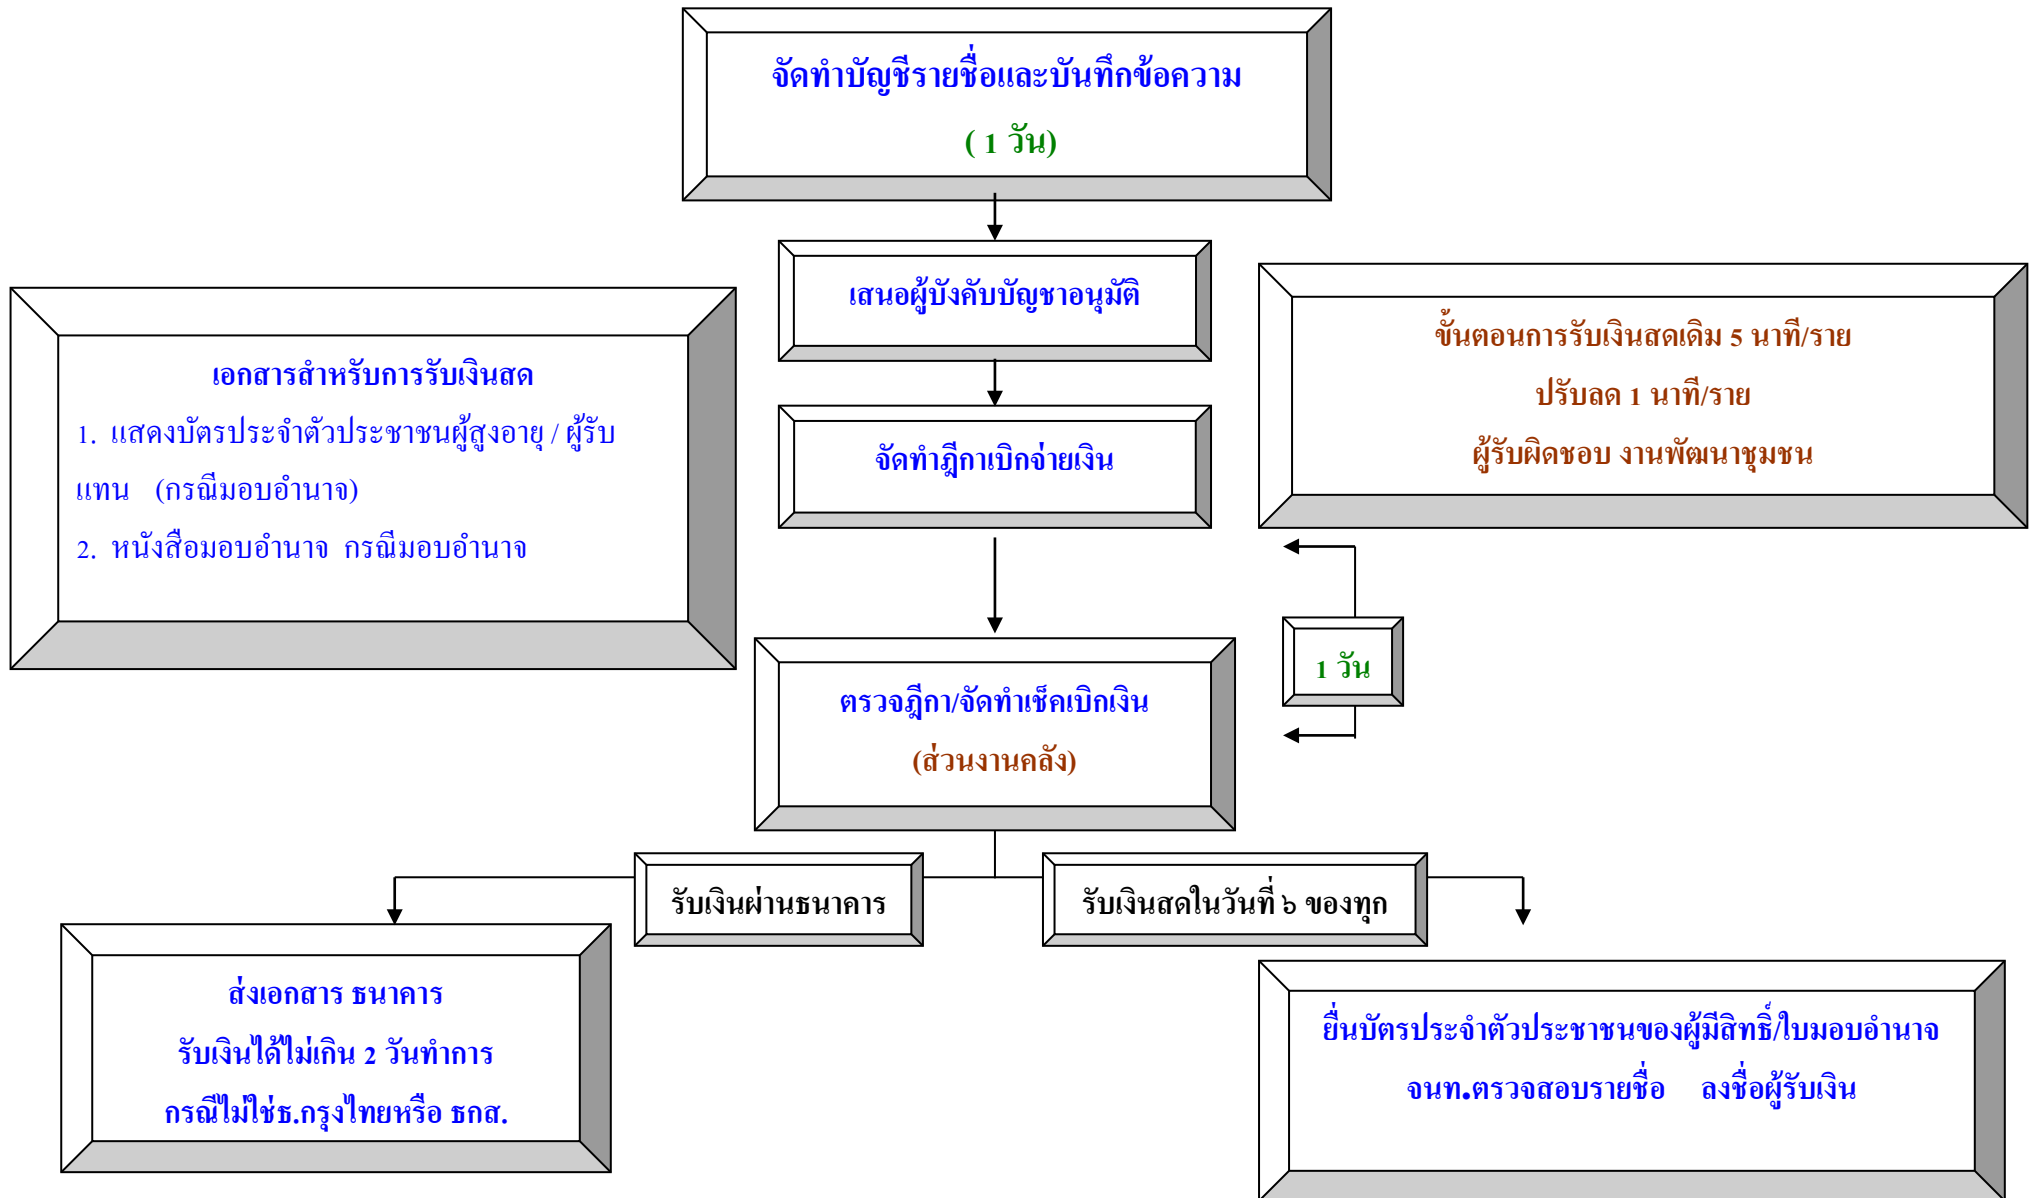 จัดทำบัญชีรายชื่อและบันทึกข้อความ
( 1 วัน)
เสนอผู้บังคับบัญชาอนุมัติ
ขั้นตอนการรับเงินสดเดิม 5 นาที/ราย
ปรับลด 1 นาที/ราย
ผู้รับผิดชอบ งานพัฒนาชุมชน
เอกสารสำหรับการรับเงินสด
1. แสดงบัตรประจำตัวประชาชนผู้สูงอายุ / ผู้รับ
แทน (กรณีมอบอำนาจ)
2. หนังสือมอบอำนาจ กรณีมอบอำนาจ
จัดทำฎีกาเบิกจ่ายเงิน
1 วัน
ตรวจฎีกา/จัดทำเช็คเบิกเงิน
(ส่วนงานคลัง)
รับเงินผ่านธนาคาร
รับเงินสดในวันที่ ๖ ของทุก
ส่งเอกสาร ธนาคาร
รับเงินได้ไม่เกิน 2 วันทำการ
กรณีไม่ใช่ธ.กรุงไทยหรือ ธกส.
ยื่นบัตรประจำตัวประชาชนของผู้มีสิทธิ์/ใบมอบอำนาจ
จนท.ตรวจสอบรายชื่อ ลงชื่อผู้รับเงิน